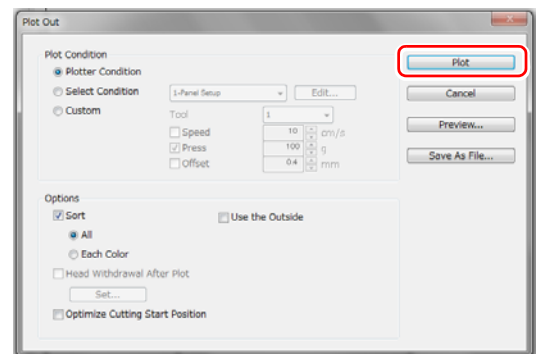 Plot Out
Plot Condition
Plotter Condition
Select Condition 1-Panel Setup Edit...
Custom Tool 1
Speed 10 cm/s
Press 100 g
Offset 0.4 mm
Plot
Cancel
Preview...
Save As File...
Options
Sort Use the Outside
All
Each Color
Head Withdrawal After Plot
Set...
Optimize Cutting Start Position